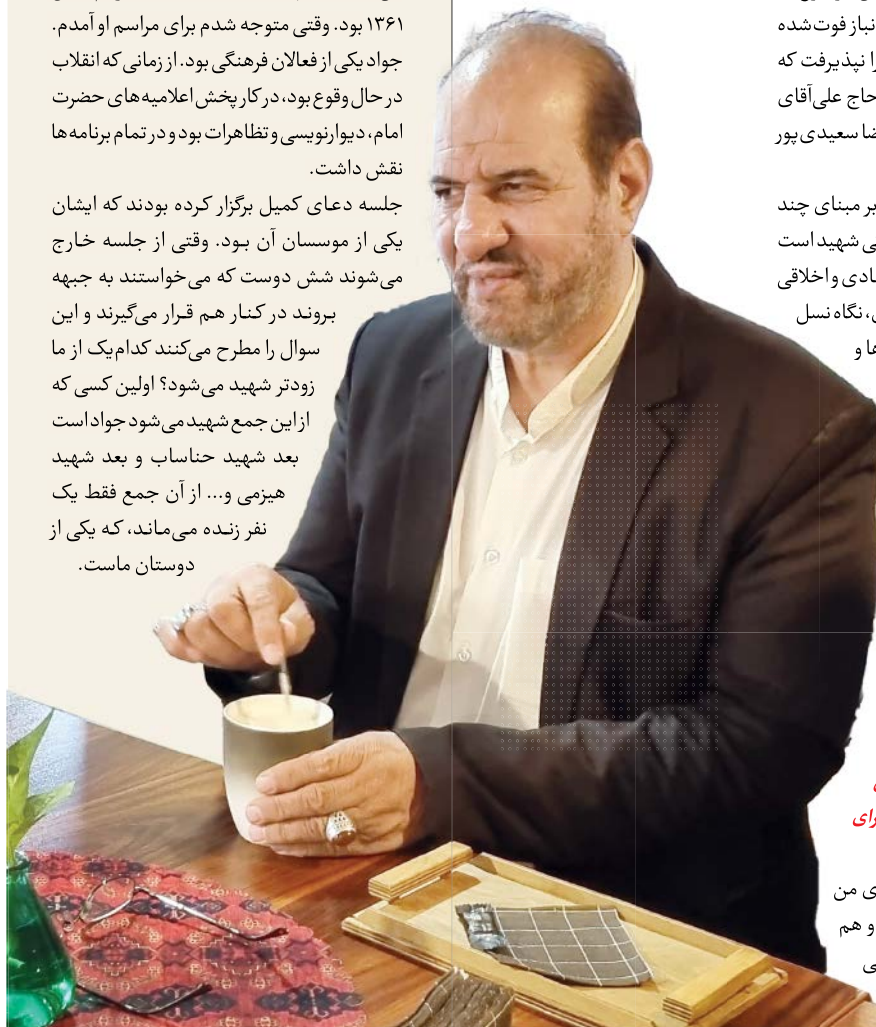 نباز فوت‌شده
را نپذیرفت که
حاج علی‌آقای
ضا سعیدی‌پور
بر مبنای چند
ی شهید است
ادی و اخلاقی
، نگاه نسل
ها و
رای
ی من
و هم
ی
۱۳۶۱ بود. وقتی متوجه شدم برای مراسم او آمدم.
جواد یکی از فعالان فرهنگی بود. از زمانی که انقلاب
در حال وقوع بود، در کار پخش اعلامیه‌های حضرت
امام، دیوارنویسی و تظاهرات بود و در تمام برنامه‌ها
نقش داشت.
جلسه دعای کمیل برگزار کرده بودند که ایشان
یکی از موسسان آن بود. وقتی از جلسه خارج
می‌شوند شش دوست که می‌خواستند به جبهه
بروند در کنار هم قرار می‌گیرند و این
سوال را مطرح می‌کنند کدام‌یک از ما
زودتر شهید می‌شود؟ اولین کسی که
از این جمع شهید می‌شود جواد است
بعد شهید حناساب و بعد شهید
هیزمی و... از آن جمع فقط یک
نفر زنده می‌ماند، که یکی از
دوستان ماست.